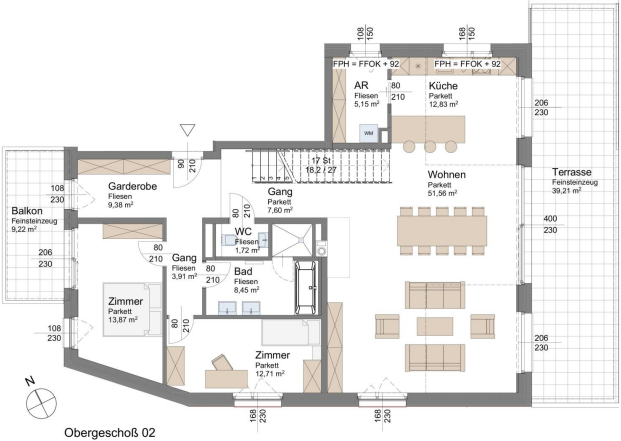 108
150
168
150
FPH = FFOK + 92
FPH = FFOK + 92
AR
Fliesen
5,15 m²
80
210
WM
Küche
Parkett
12,83 m²
206
230
90
210
17 St
18,2 / 27
Garderobe
Fliesen
9,38 m²
108
230
Gang
Parkett
7,60 m²
Wohnen
Parkett
51,56 m²
Terrasse
Feinsteinzeug
39,21 m²
Balkon
Feinsteinzeug
9,22 m²
80
210
WC
Fliesen
1,72 m²
400
230
206
230
80
210
Gang
Fliesen
3,91 m²
80
210
Bad
Fliesen
8,45 m²
Zimmer
Parkett
13,87 m²
108
230
80
210
Zimmer
Parkett
12,71 m²
206
230
N
168
230
168
230
Obergeschoß 02